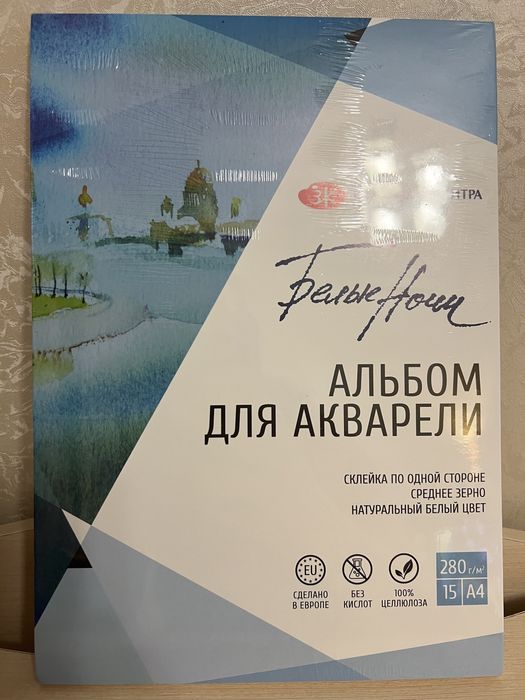 Белые Ночи
АЛЬБОМ
ДЛЯ АКВАРЕЛИ
СКЛЕЙКА ПО ОДНОЙ СТОРОНЕ
СРЕДНЕЕ ЗЕРНО
НАТУРАЛЬНЫЙ БЕЛЫЙ ЦВЕТ
EU
СДЕЛАНО
В ЕВРОПЕ
БЕЗ
КИСЛОТ
100%
ЦЕЛЛЮЛОЗА
280 г/м²
15 A4